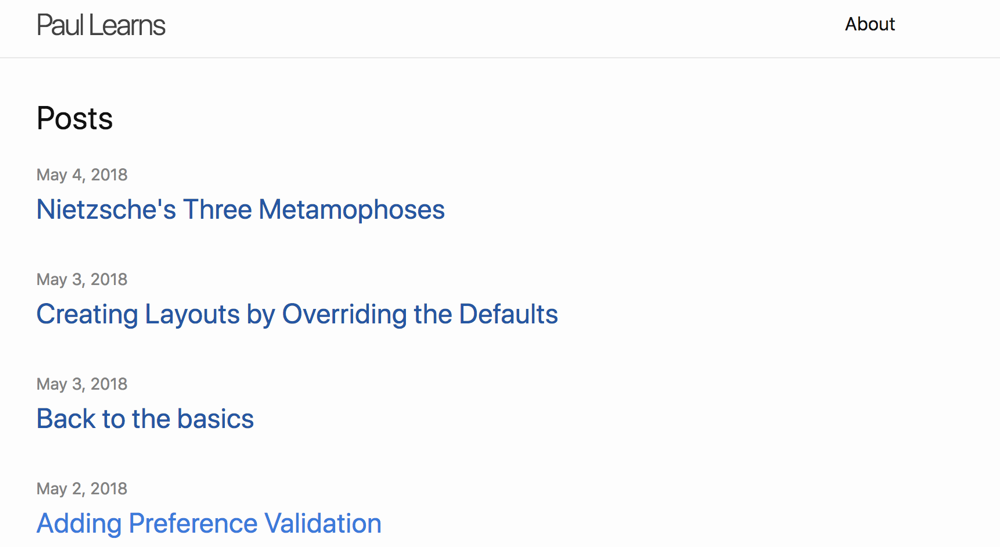 Paul Learns
About
Posts
May 4, 2018
Nietzsche's Three Metamophoses
May 3, 2018
Creating Layouts by Overriding the Defaults
May 3, 2018
Back to the basics
May 2, 2018
Adding Preference Validation